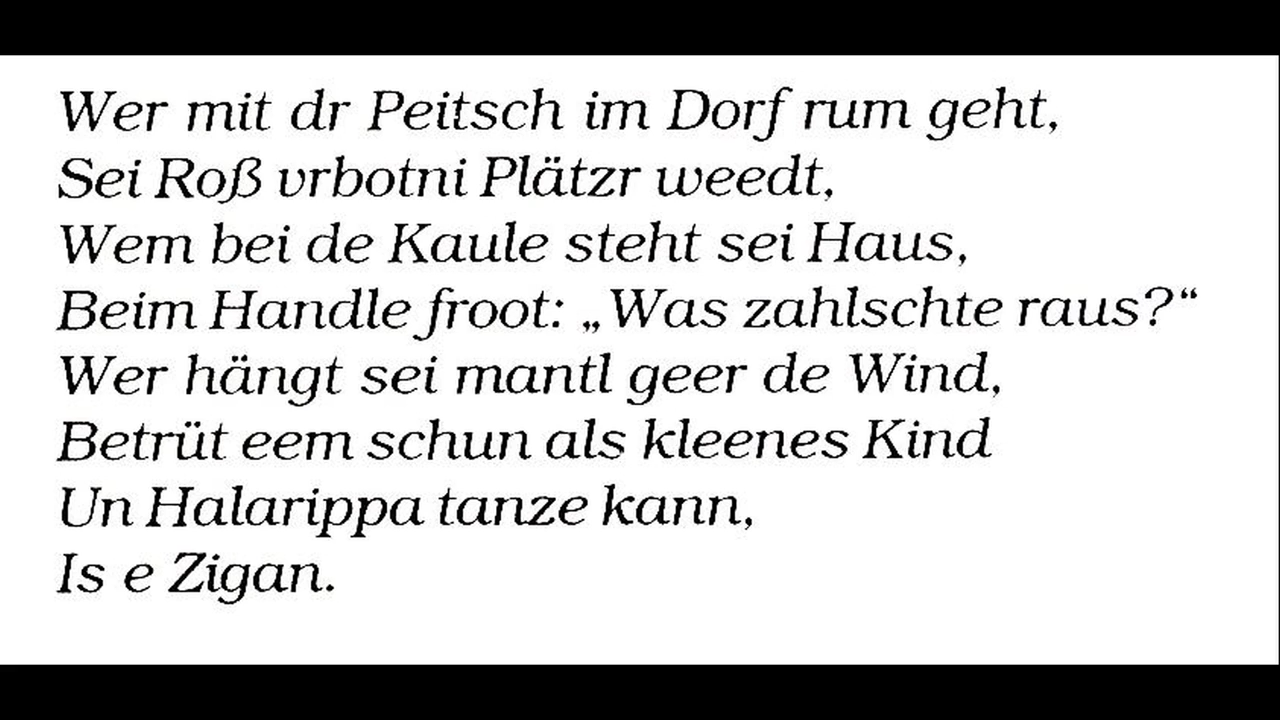 Wer mit dr Peitsch im Dorf rum geht,
Sei Roß vrbotni Plätzr weedt,
Wem bei de Kaule steht sei Haus,
Beim Handle froot: „Was zahlschte raus?“
Wer hängt sei mantl geer de Wind,
Betrüt eem schun als kleenes Kind
Un Halarippa tanze kann,
Is e Zigan.